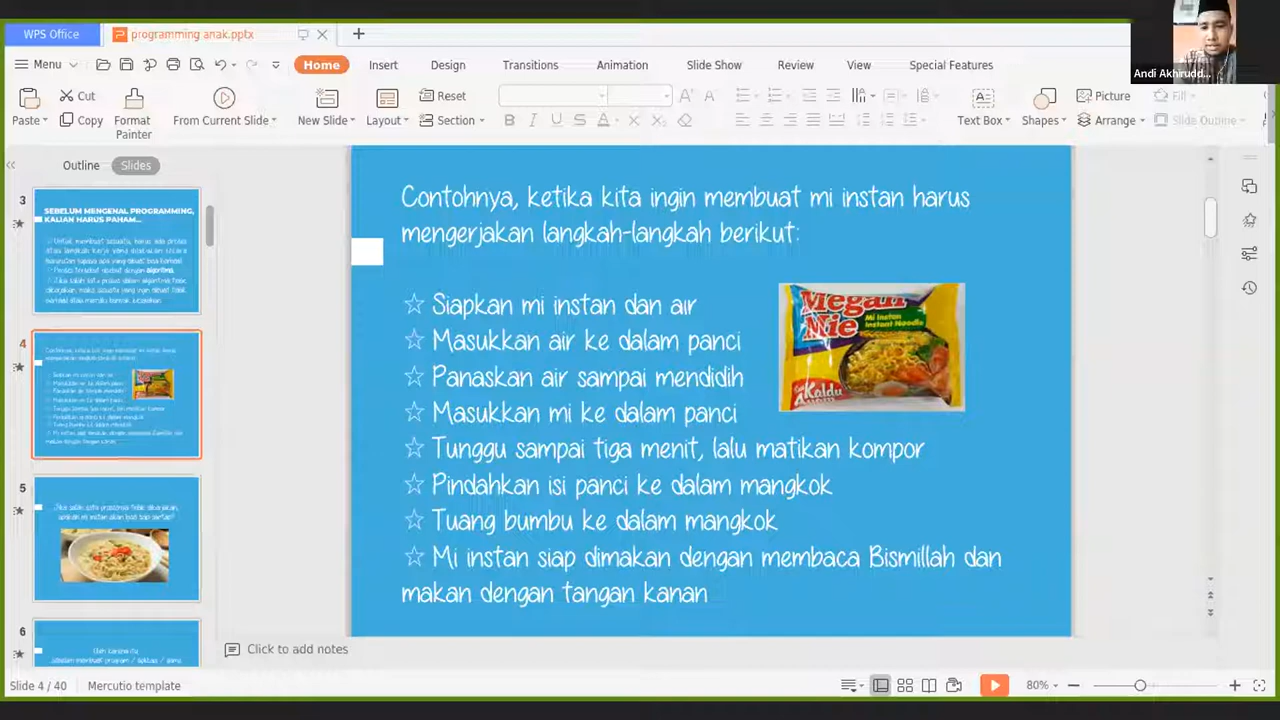 WPS Office
programming anak.pptx
Andi Akhirudd...
Menu
Home
Insert
Design
Transitions
Animation
Slide Show
Review
View
Special Features
Paste
Cut
Copy
Format
Painter
From Current Slide
New Slide
Layout
Reset
Section
B I U S A
Text Box
Shapes
Picture
Arrange
Fill
Slide Outline
Outline
Slides
3
SEBELUM MENGENAL PROGRAMMING,
KALIAN HARUS PAHAM...
4
5
6
Contohnya, ketika kita ingin membuat mi instan harus
mengerjakan langkah-langkah berikut:
☆ Siapkan mi instan dan air
☆ Masukkan air ke dalam panci
☆ Panaskan air sampai mendidih
☆ Masukkan mi ke dalam panci
☆ Tunggu sampai tiga menit, lalu matikan kompor
☆ Pindahkan isi panci ke dalam mangkok
☆ Tuang bumbu ke dalam mangkok
☆ Mi instan siap dimakan dengan membaca Bismillah dan
makan dengan tangan kanan
Megan
Mie
Mi Instan
Instant Noodle
Kaldu
Click to add notes
Slide 4 / 40
Mercutio template
80%